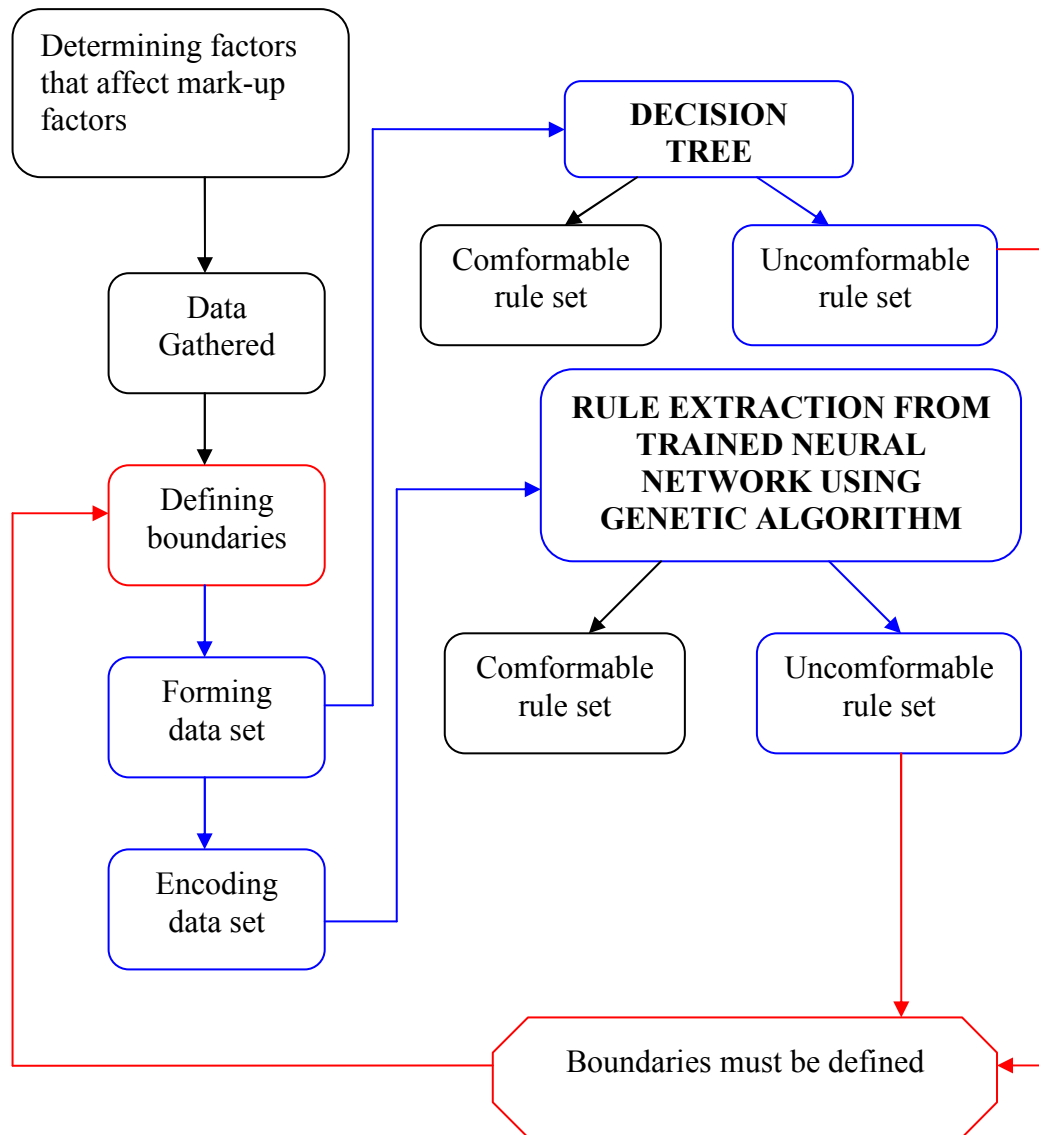 Determining factors
that affect mark-up
factors
Data
Gathered
Defining
boundaries
Forming
data set
Encoding
data set
DECISION
TREE
Comformable
rule set
Uncomformable
rule set
RULE EXTRACTION FROM
TRAINED NEURAL
NETWORK USING
GENETIC ALGORITHM
Comformable
rule set
Uncomformable
rule set
Boundaries must be defined